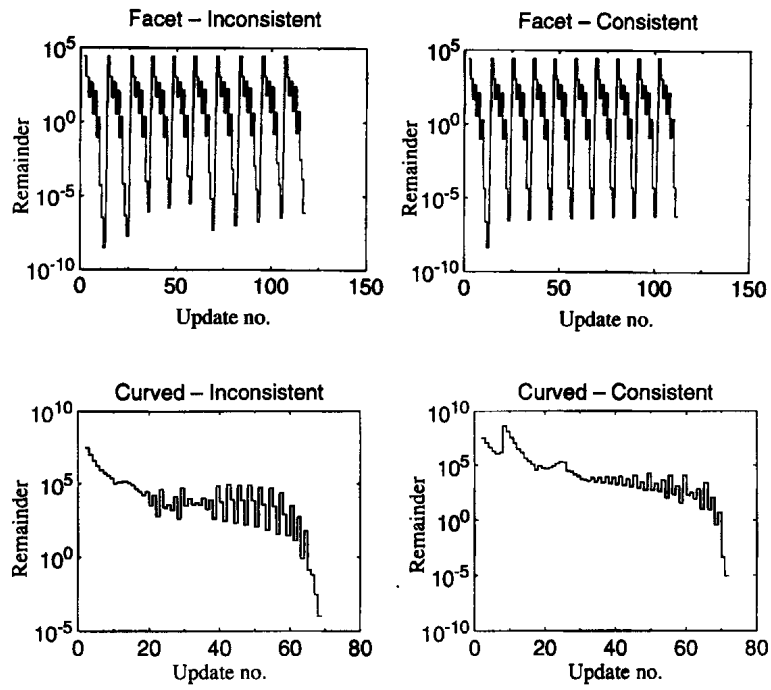 Facet – Inconsistent
Remainder
10^5
10^0
10^-5
10^-10
0 50 100 150
Update no.
Facet – Consistent
Remainder
10^5
10^0
10^-5
10^-10
0 50 100 150
Update no.
Curved – Inconsistent
Remainder
10^10
10^5
10^0
10^-5
0 20 40 60 80
Update no.
Curved – Consistent
Remainder
10^10
10^5
10^0
10^-5
10^-10
0 20 40 60 80
Update no.